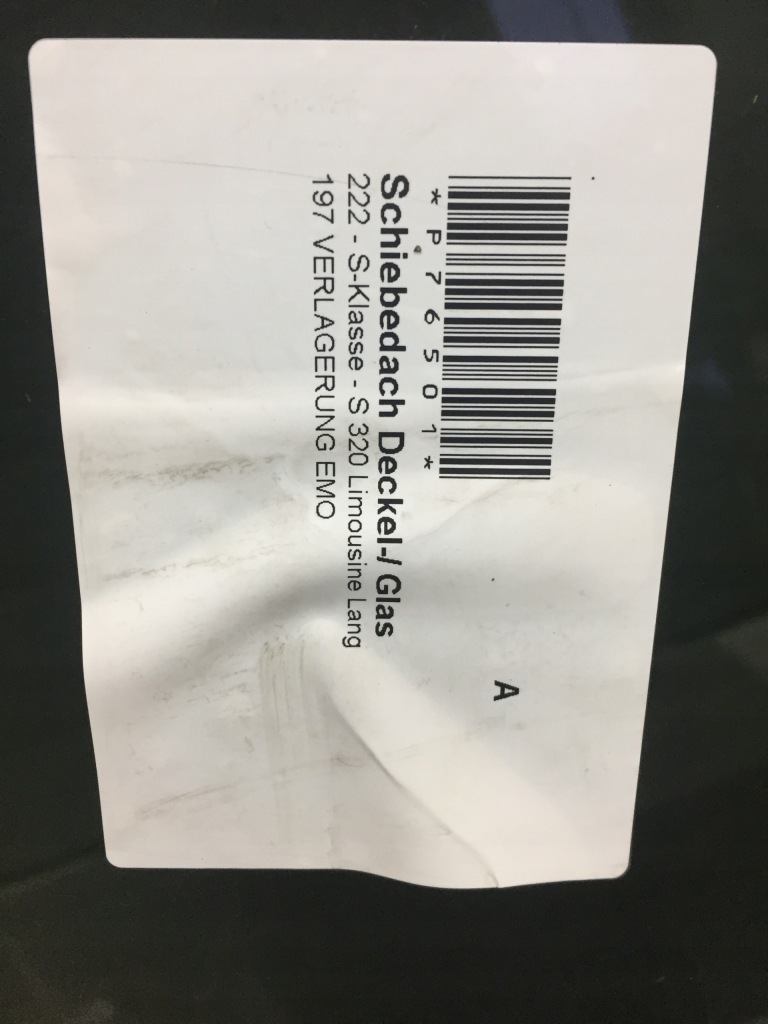 A
*P76501*
Schiebedach Deckel-/ Glas
222 - S-Klasse - S 320 Limousine Lang
197 VERLAGERUNG EMO